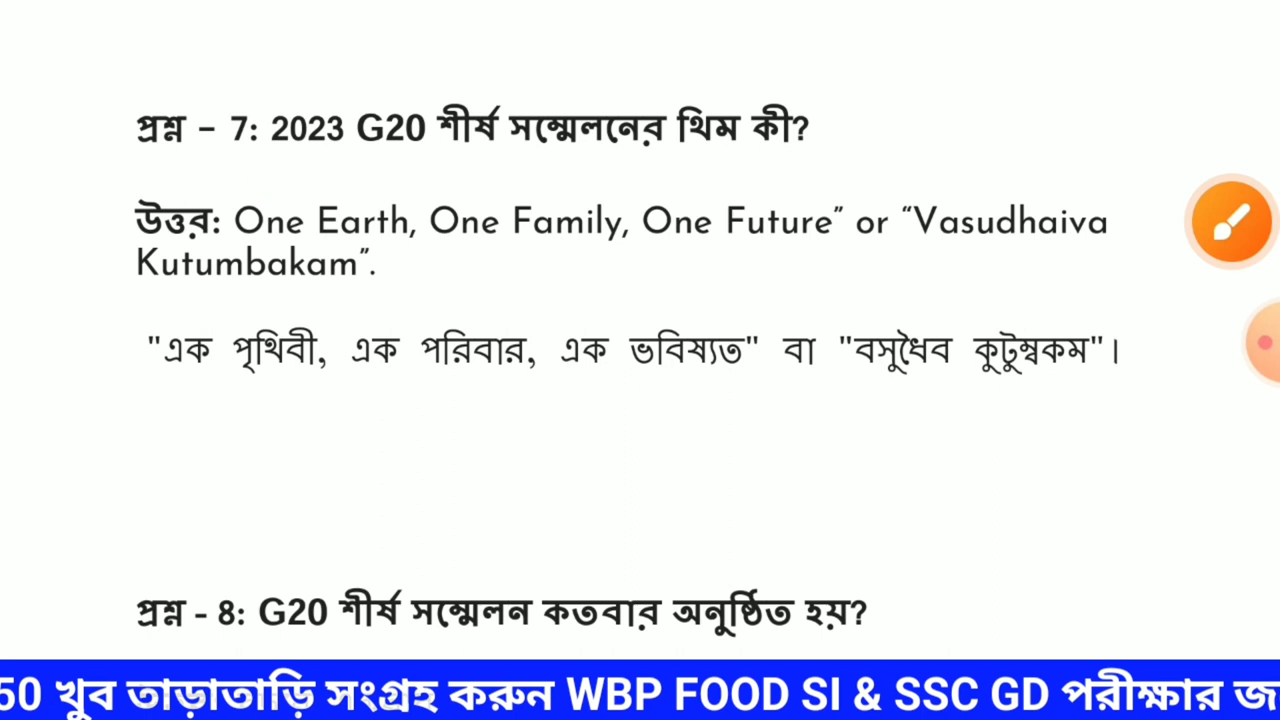 প্রশ্ন – 7: 2023 G20 শীর্ষ সম্মেলনের থিম কী?
উত্তর: One Earth, One Family, One Future” or “Vasudhaiva
Kutumbakam”.
"এক পৃথিবী, এক পরিবার, এক ভবিষ্যত" বা "বসুধৈব কুটুম্বকম"।
প্রশ্ন - 8: G20 শীর্ষ সম্মেলন কতবার অনুষ্ঠিত হয়?
50 খুব তাড়াতাড়ি সংগ্রহ করুন WBP FOOD SI & SSC GD পরীক্ষার জ